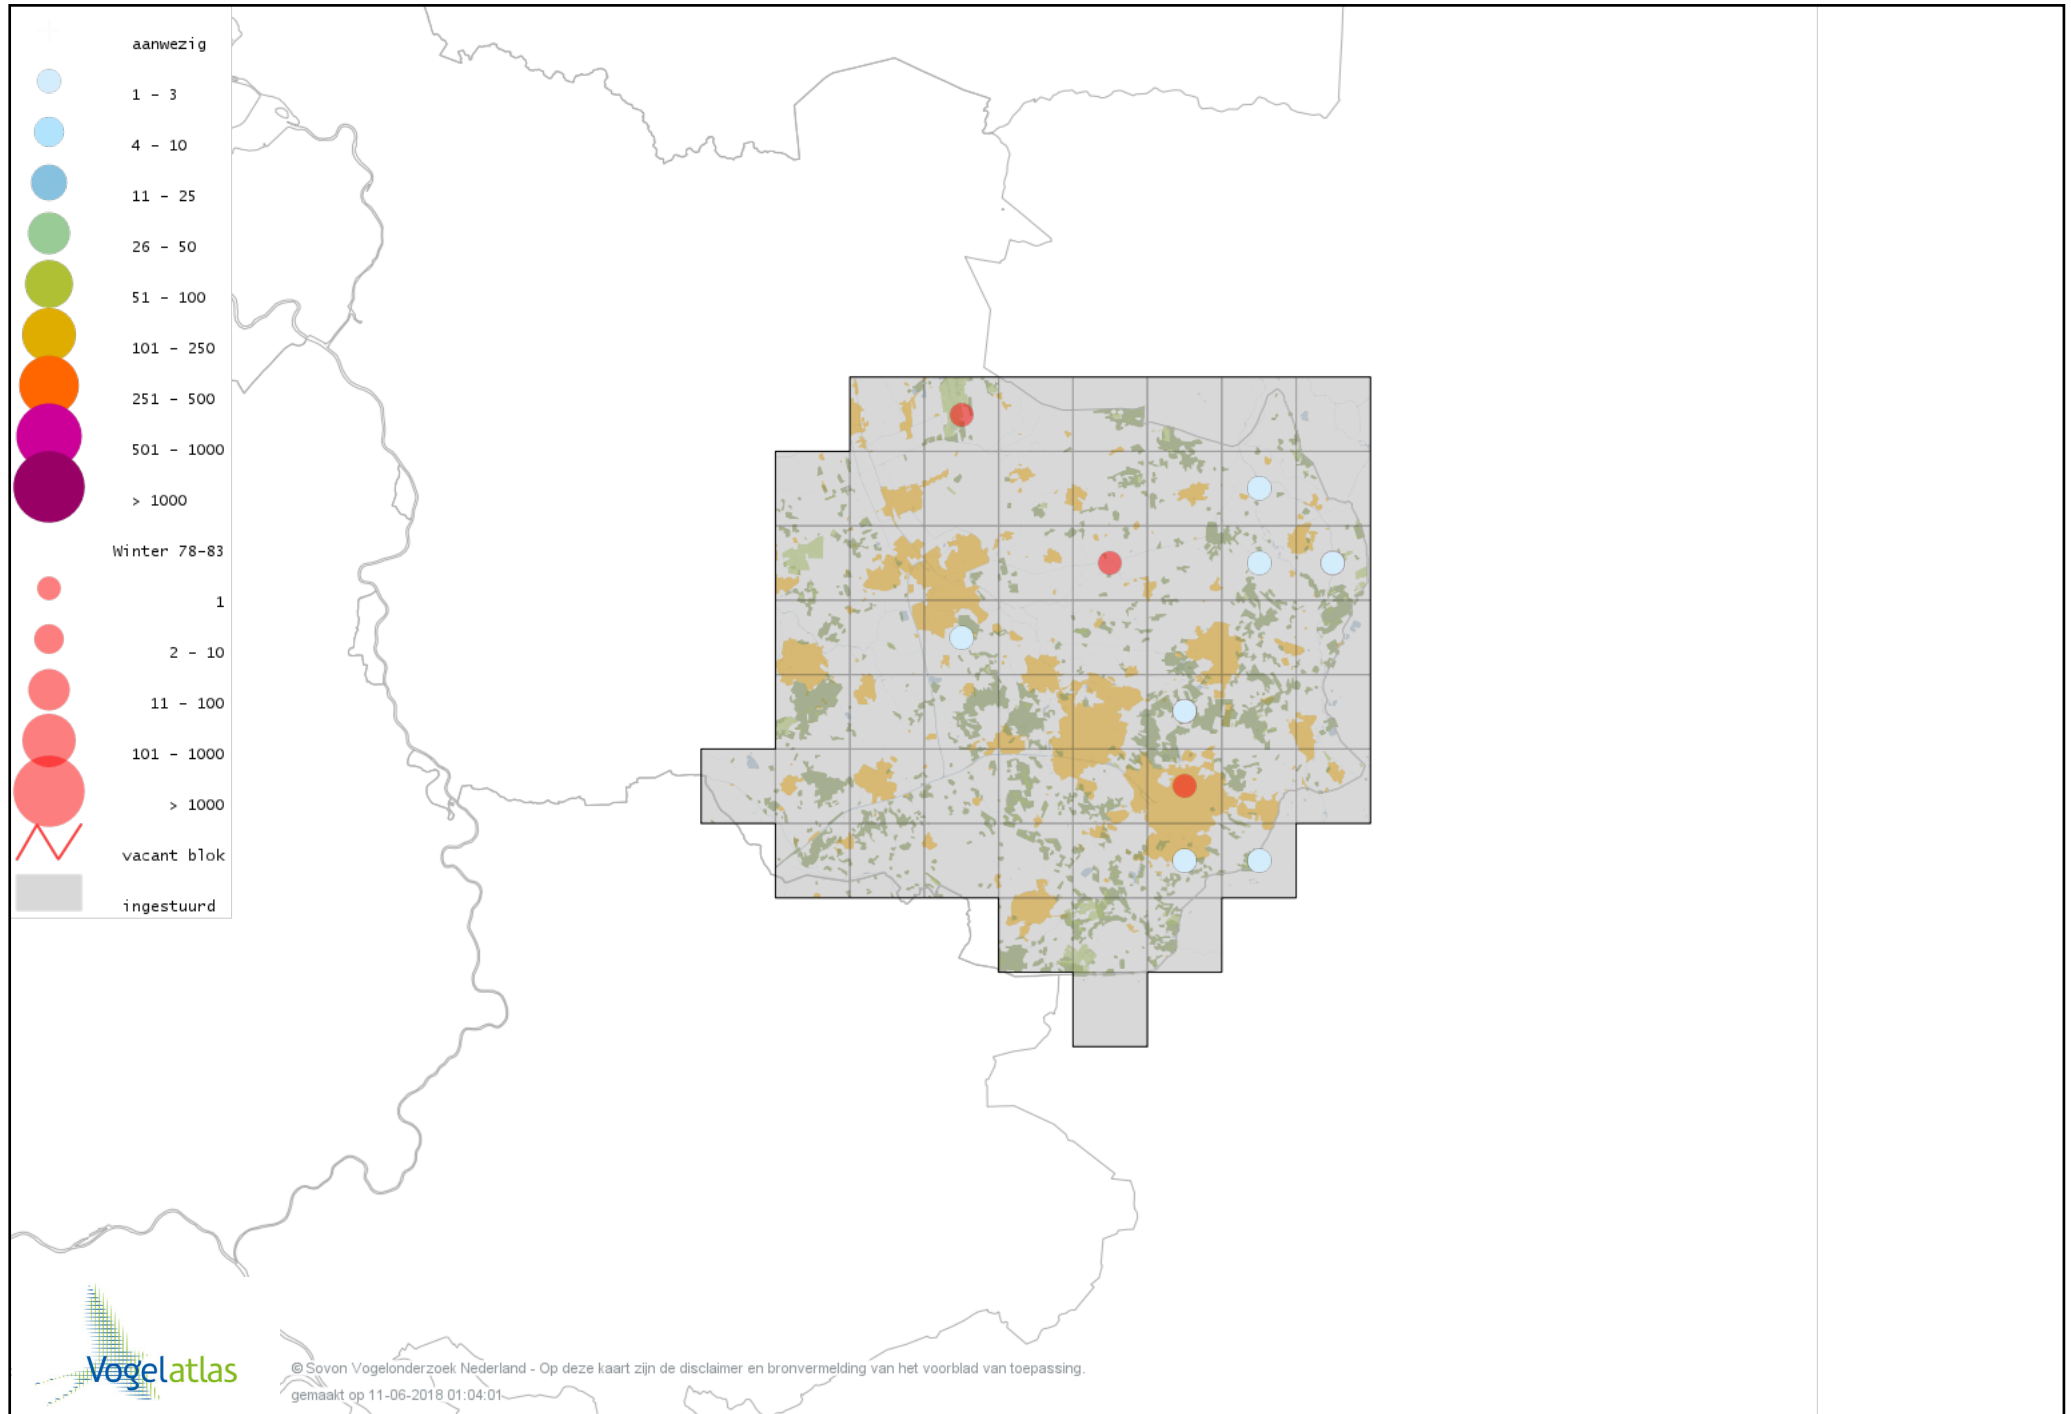 aanwezig
1 - 3
4 - 10
11 - 25
26 - 50
51 - 100
101 - 250
251 - 500
501 - 1000
> 1000
Winter 78-83
1
2 - 10
11 - 100
101 - 1000
> 1000
vacant blok
ingestuurd
Vogelatlas
© Sovon Vogelonderzoek Nederland - Op deze kaart zijn de disclaimer en bronvermelding van het voorblad van toepassing.
gemaakt op 11-06-2018 01:04:01